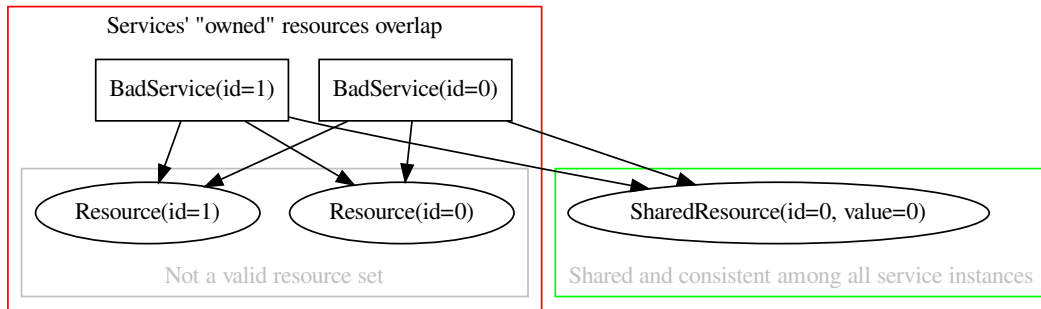 Services' "owned" resources overlap
BadService(id=1)
BadService(id=0)
Resource(id=1)
Resource(id=0)
SharedResource(id=0, value=0)
Not a valid resource set
Shared and consistent among all service instances